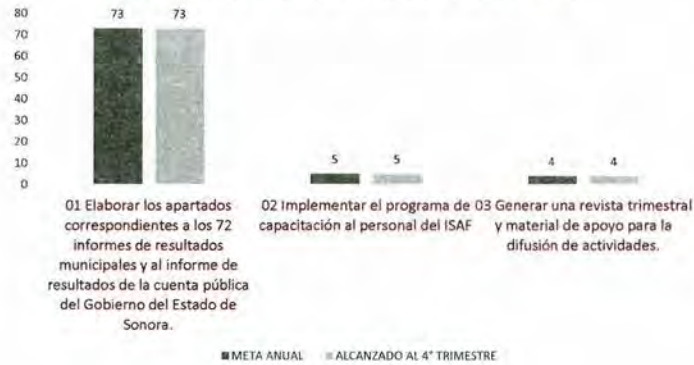 80
70
60
50
40
30
20
10
0
73 73
5 5
4 4
01 Elaborar los apartados
correspondientes a los 72
informes de resultados
municipales y al informe de
resultados de la cuenta pública
del Gobierno del Estado de
Sonora.
02 Implementar el programa de
capacitación al personal del ISAF
03 Generar una revista trimestral
y material de apoyo para la
difusión de actividades.
META ANUAL ALCANZADO AL 4° TRIMESTRE